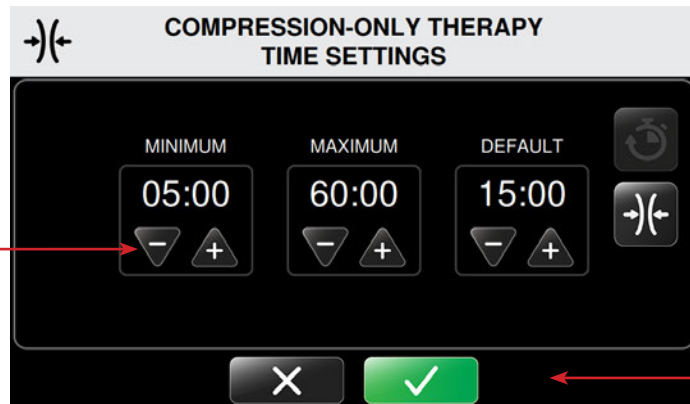 COMPRESSION-ONLY THERAPY
TIME SETTINGS
MINIMUM MAXIMUM DEFAULT
05:00 60:00 15:00